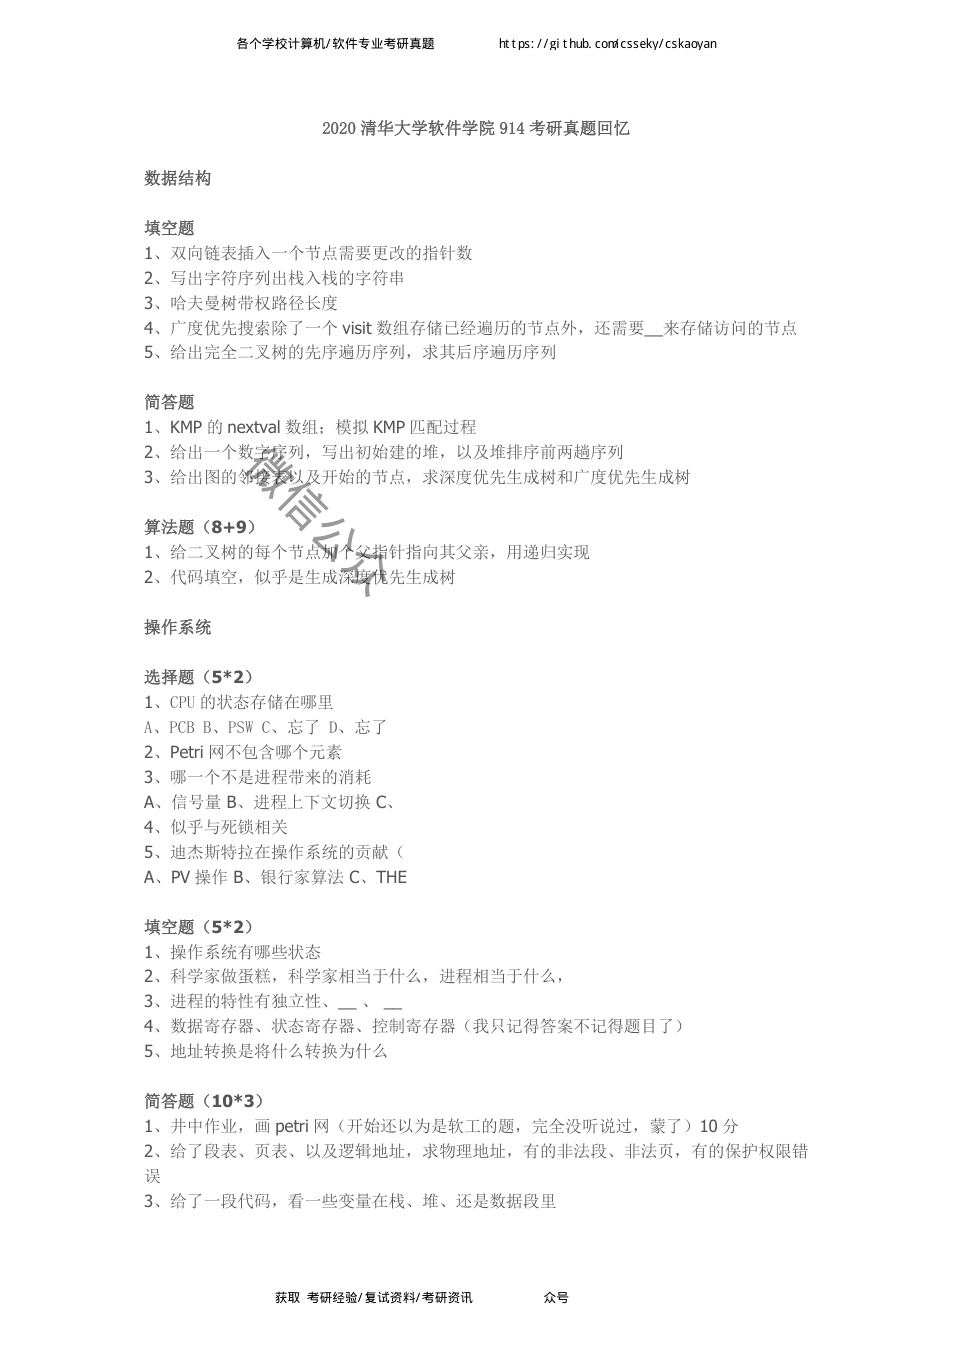 各个学校计算机/软件专业考研真题 https://github.com/csseky/cskaoyan
2020 清华大学软件学院 914 考研真题回忆
数据结构
填空题
1、双向链表插入一个节点需要更改的指针数
2、写出字符序列出栈入栈的字符串
3、哈夫曼树带权路径长度
4、广度优先搜索除了一个 visit 数组存储已经遍历的节点外，还需要__来存储访问的节点
5、给出完全二叉树的先序遍历序列，求其后序遍历序列
简答题
1、KMP 的 nextval 数组；模拟 KMP 匹配过程
2、给出一个数字序列，写出初始建的堆，以及堆排序前两趟序列
3、给出图的邻接表以及开始的节点，求深度优先生成树和广度优先生成树
微信公众
算法题（8+9）
1、给二叉树的每个节点加个父指针指向其父亲，用递归实现
2、代码填空，似乎是生成深度优先生成树
操作系统
选择题（5*2）
1、CPU 的状态存储在哪里
A、PCB B、PSW C、忘了 D、忘了
2、Petri 网不包含哪个元素
3、哪一个不是进程带来的消耗
A、信号量 B、进程上下文切换 C、
4、似乎与死锁相关
5、迪杰斯特拉在操作系统的贡献（
A、PV 操作 B、银行家算法 C、THE
填空题（5*2）
1、操作系统有哪些状态
2、科学家做蛋糕，科学家相当于什么，进程相当于什么，
3、进程的特性有独立性、__ 、 __
4、数据寄存器、状态寄存器、控制寄存器（我只记得答案不记得题目了）
5、地址转换是将什么转换为什么
简答题（10*3）
1、井中作业，画 petri 网（开始还以为是软工的题，完全没听说过，蒙了）10 分
2、给了段表、页表、以及逻辑地址，求物理地址，有的非法段、非法页，有的保护权限错
误
3、给了一段代码，看一些变量在栈、堆、还是数据段里
获取 考研经验/复试资料/考研资讯 众号